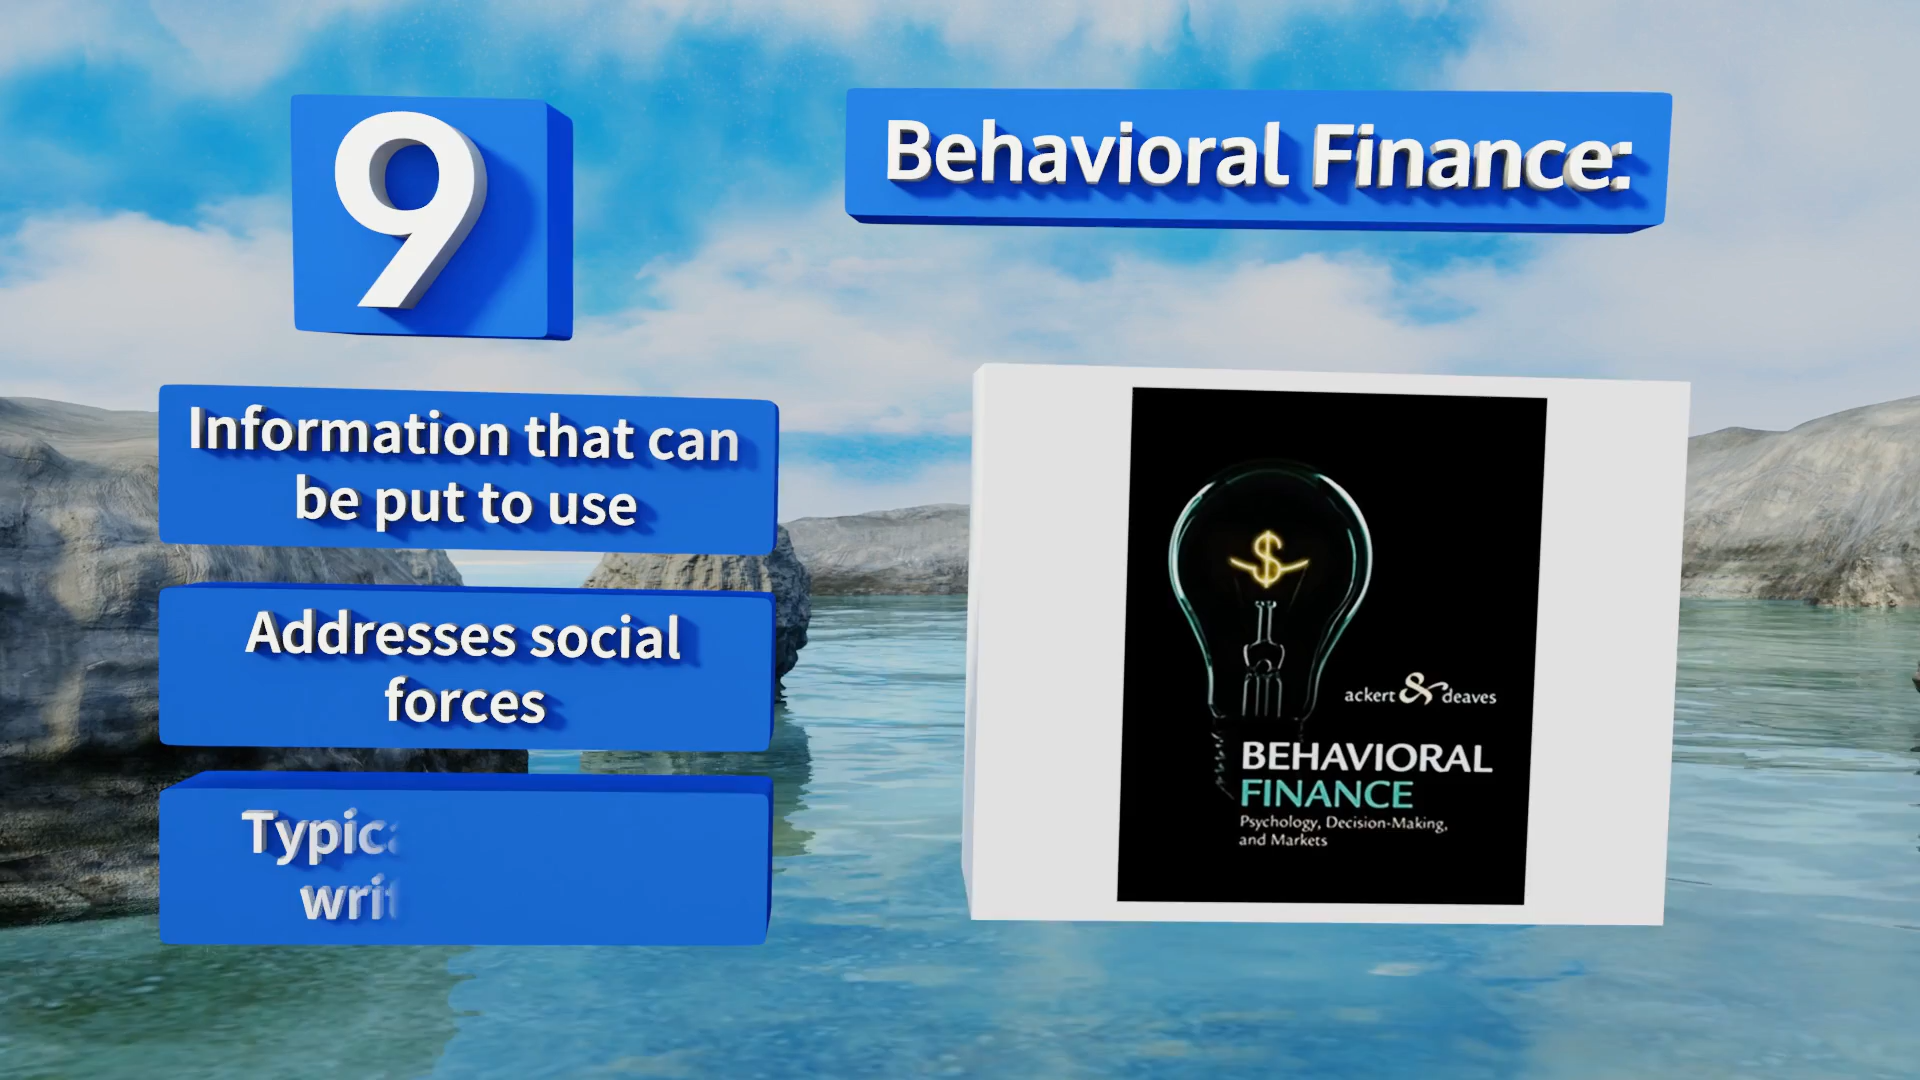 9
Behavioral Finance:
Information that can
be put to use
Addresses social
forces
ackert & deaves
BEHAVIORAL
FINANCE
Psychology, Decision-Making,
and Markets